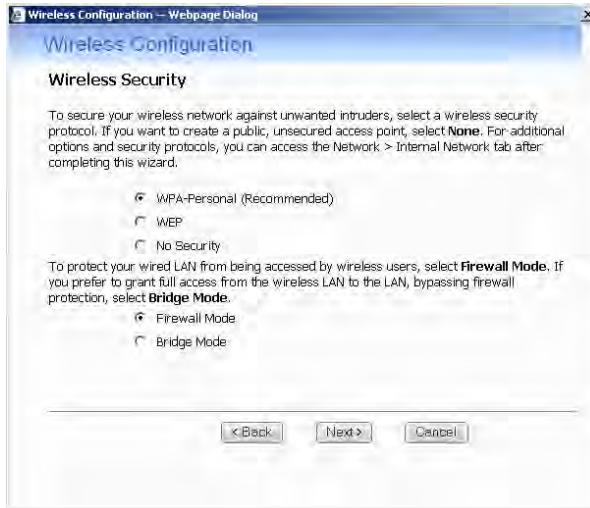 Wireless Configuration -- Webpage Dialog
Wireless Configuration
Wireless Security
To secure your wireless network against unwanted intruders, select a wireless security
protocol. If you want to create a public, unsecured access point, select None. For additional
options and security protocols, you can access the Network > Internal Network tab after
completing this wizard.
WPA-Personal (Recommended)
WEP
No Security
To protect your wired LAN from being accessed by wireless users, select Firewall Mode. If
you prefer to grant full access from the wireless LAN to the LAN, bypassing firewall
protection, select Bridge Mode.
Firewall Mode
Bridge Mode
<Back Next> Cancel